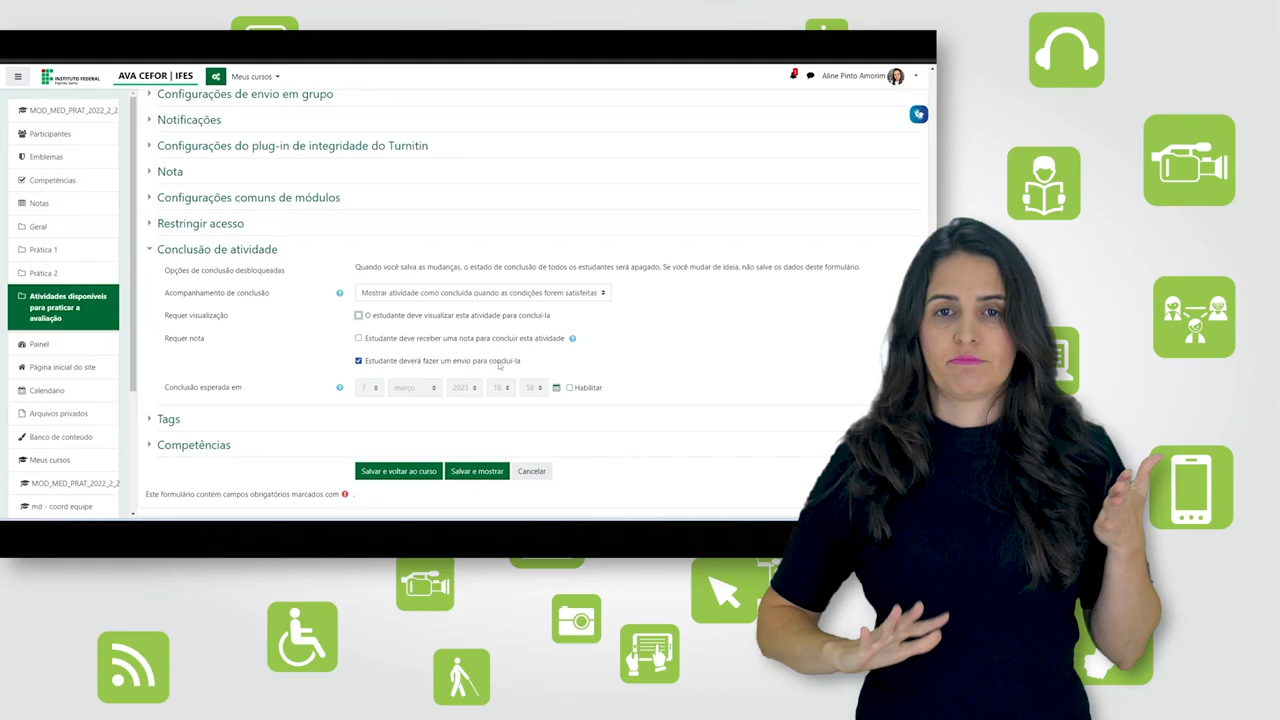 INSTITUTO FEDERAL
Espírito Santo
AVA CEFOR | IFES
Meus cursos
Aline Pinto Amorim
MOD_MED_PRAT_2022_2_2
Participantes
Emblemas
Competências
Notas
Geral
Prática 1
Prática 2
Atividades disponíveis
para praticar a
avaliação
Painel
Página inicial do site
Calendário
Arquivos privados
Banco de conteúdo
Meus cursos
MOD_MED_PRAT_2022_2_2
md - coord equipe
Configurações de envio em grupo
Notificações
Configurações do plug-in de integridade do Turnitin
Nota
Configurações comuns de módulos
Restringir acesso
Conclusão de atividade
Opções de conclusão desbloqueadas
Quando você salva as mudanças, o estado de conclusão de todos os estudantes será apagado. Se você mudar de ideia, não salve os dados deste formulário.
Acompanhamento de conclusão
Mostrar atividade como concluída quando as condições forem satisfeitas
Requer visualização
O estudante deve visualizar esta atividade para concluí-la
Requer nota
Estudante deve receber uma nota para concluir esta atividade
Estudante deverá fazer um envio para concluí-la
Conclusão esperada em
7 março 2023 16 58 Habilitar
Tags
Competências
Salvar e voltar ao curso
Salvar e mostrar
Cancelar
Este formulário contém campos obrigatórios marcados com .